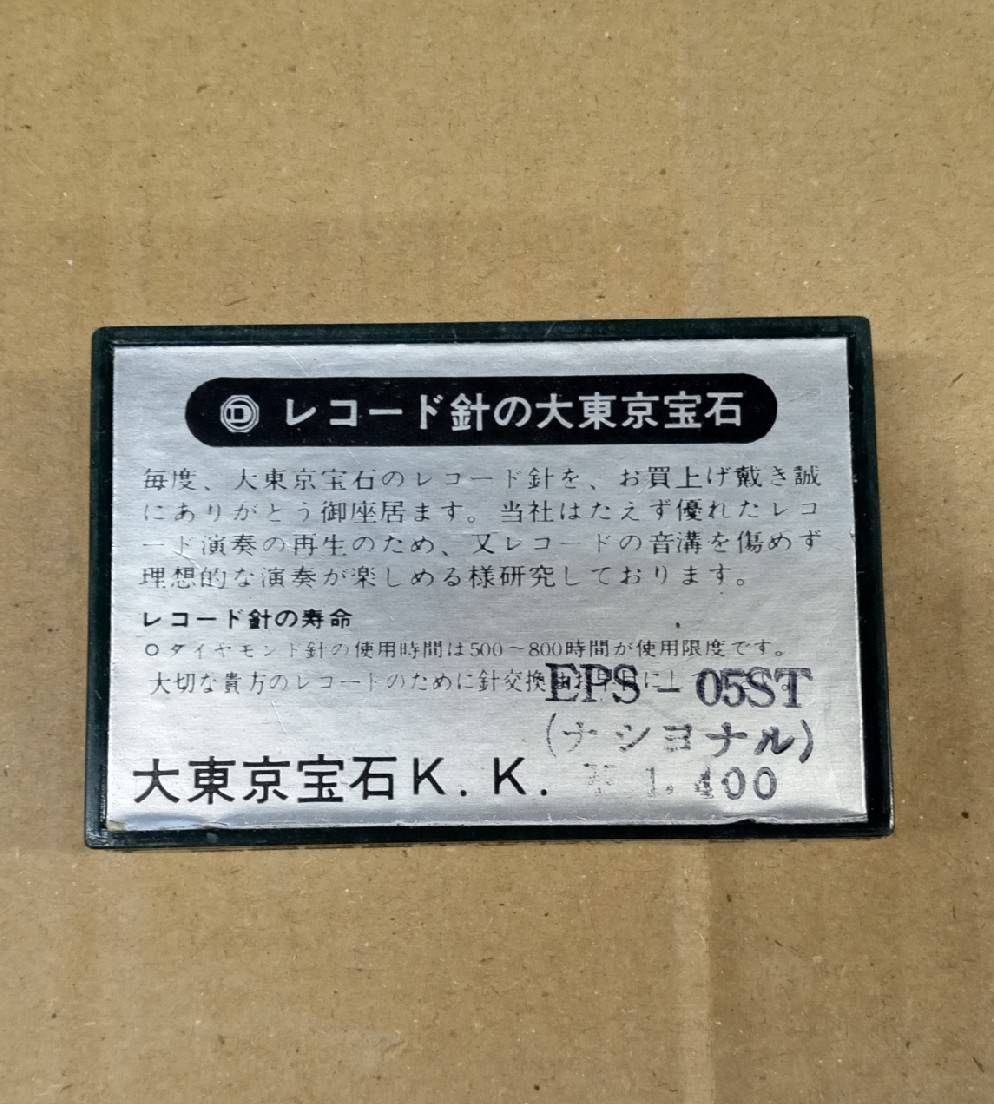 D レコード針の大東京宝石
毎度、大東京宝石のレコード針を、お買上げ戴き誠
にありがとう御座居ます。当社はたえず優れたレコ
ード演奏の再生のため、又レコードの音溝を傷めず
理想的な演奏が楽しめる様研究しております。
レコード針の寿命
○ダイヤモンド針の使用時間は500〜800時間が使用限度です。
大切な貴方のレコードのために針交換
EPS-05ST
(ナショナル)
大東京宝石K.K.
1,400